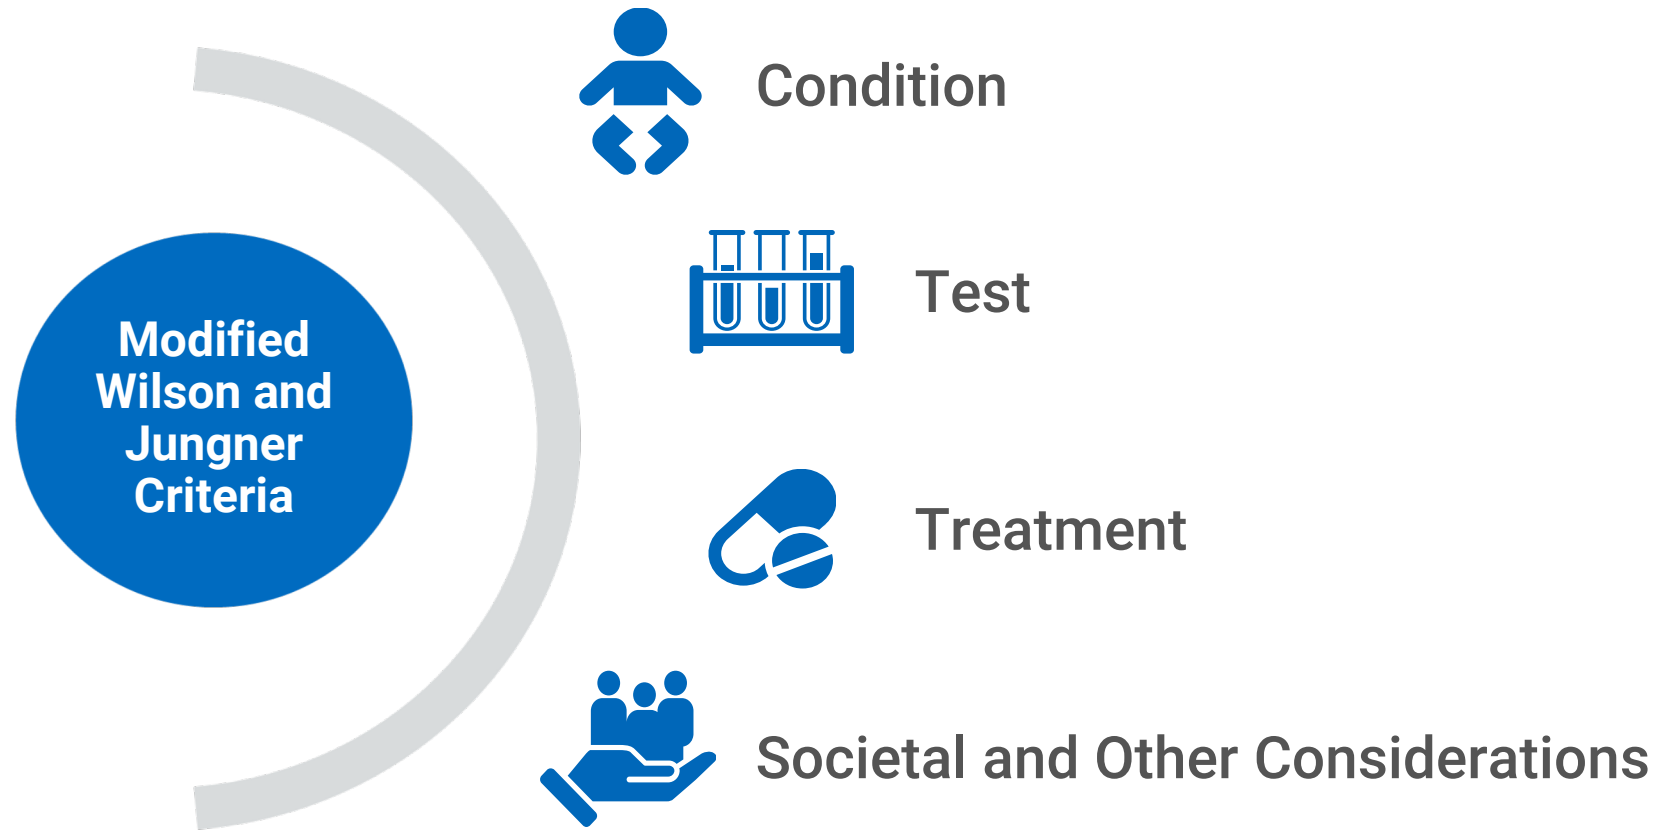 Condition
Test
Modified
Wilson and
Jungner
Criteria
Treatment
Societal and Other Considerations